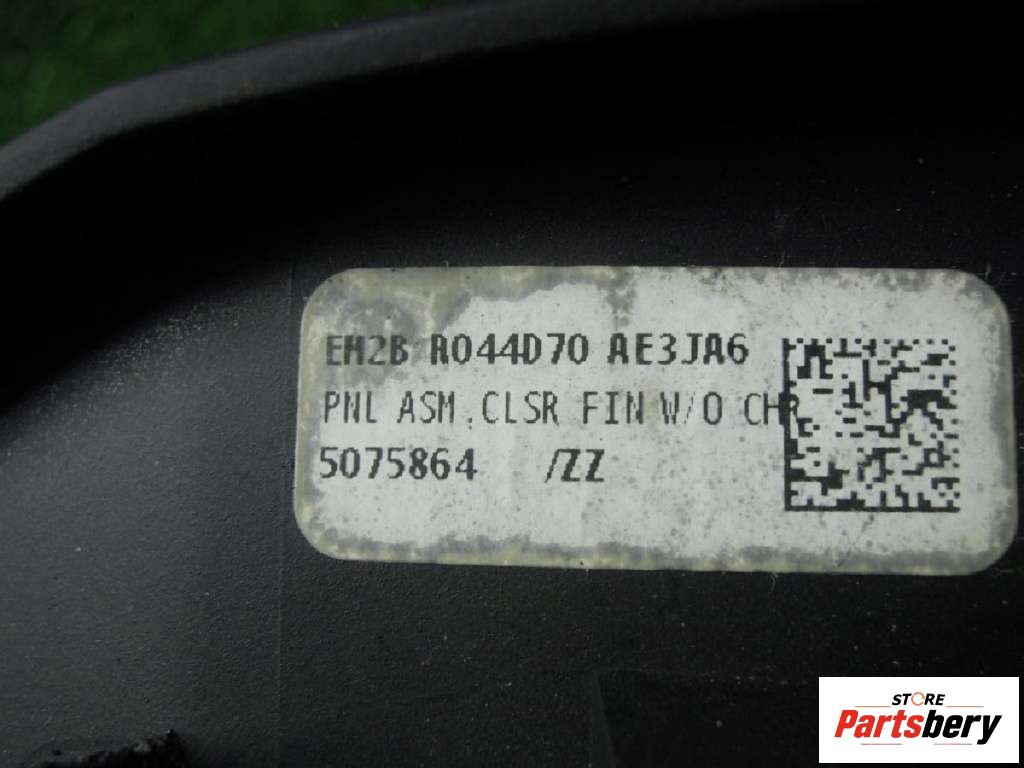 EM2B R044D70 AE3JA6
PNL ASM,CLSR FIN W/O CHR
5075864 /ZZ
STORE
Partsbery